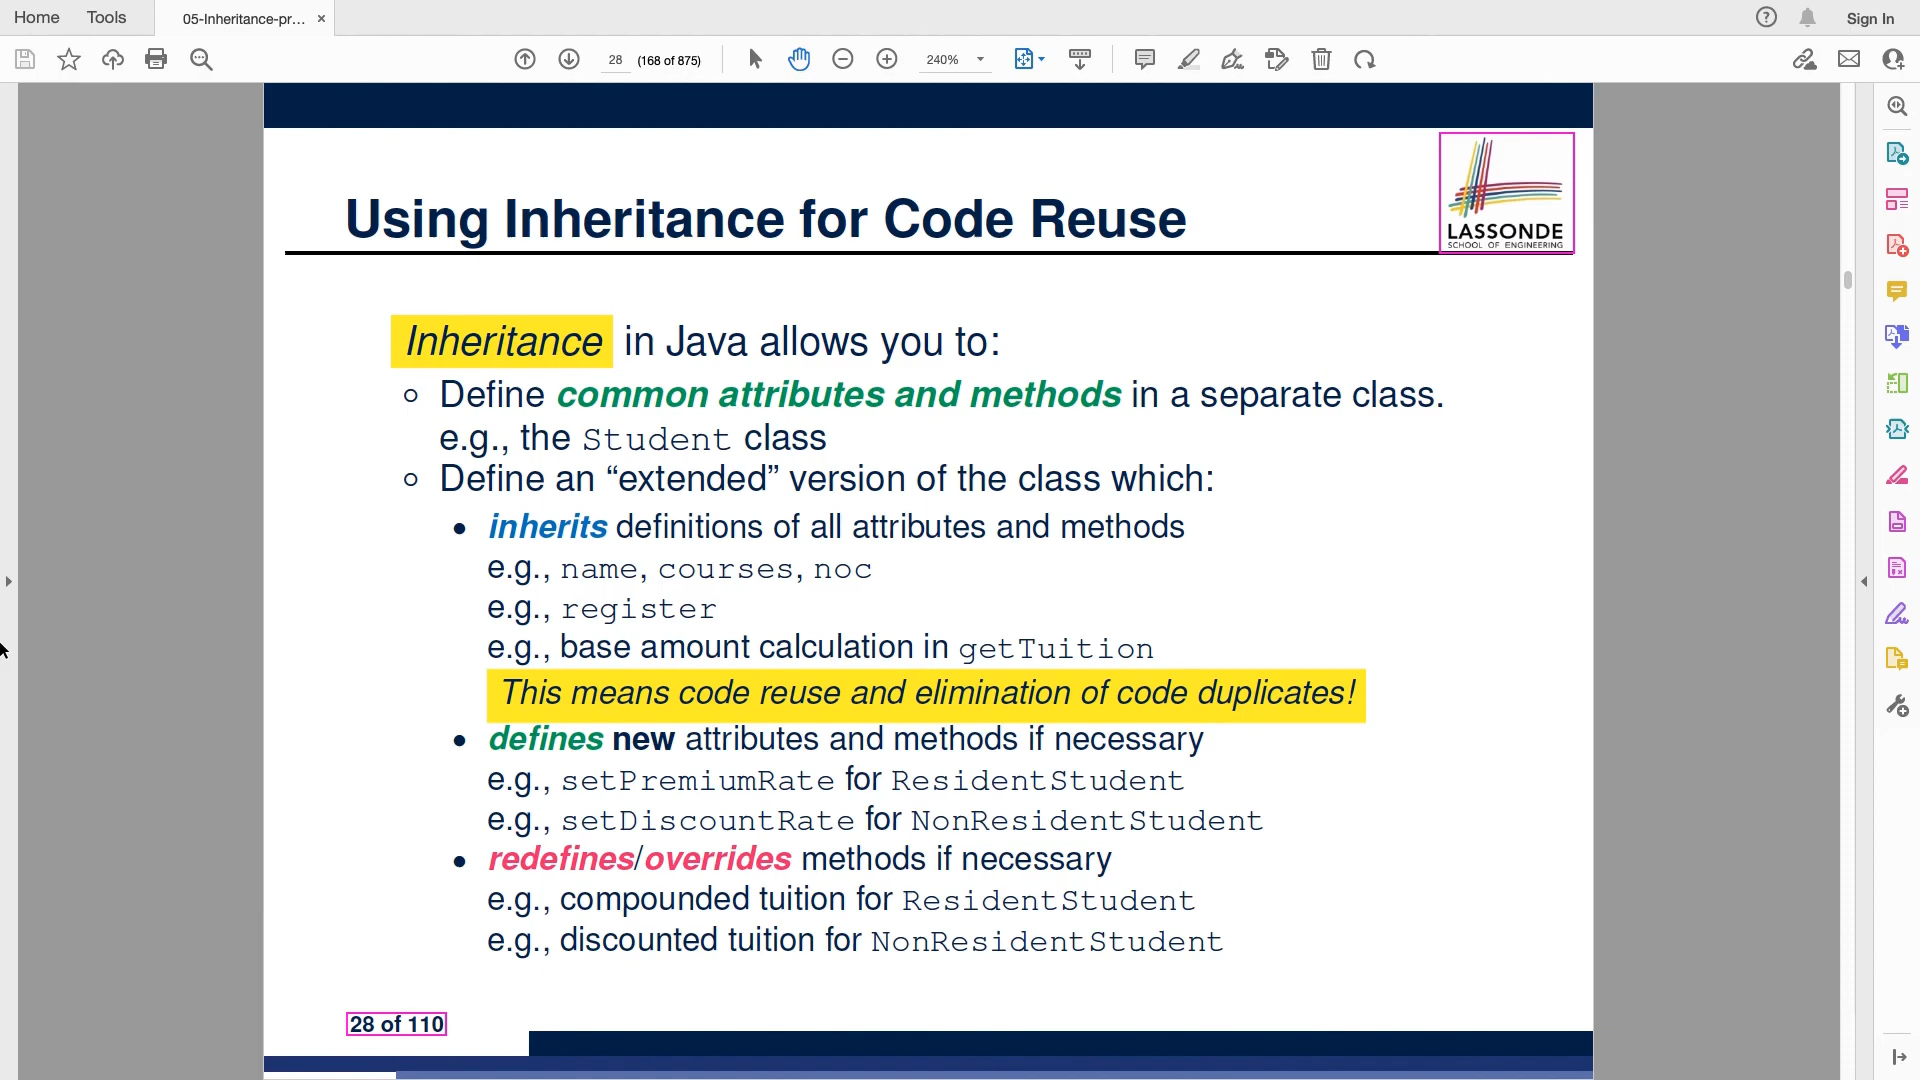 Home Tools 05-Inheritance-pr... × Sign In
28 (168 of 875) 240%
LASSONDE
SCHOOL OF ENGINEERING
Using Inheritance for Code Reuse
Inheritance in Java allows you to:
Define common attributes and methods in a separate class.
e.g., the Student class
Define an “extended” version of the class which:
• inherits definitions of all attributes and methods
e.g., name, courses, noc
e.g., register
e.g., base amount calculation in getTuition
This means code reuse and elimination of code duplicates!
• defines new attributes and methods if necessary
e.g., setPremiumRate for ResidentStudent
e.g., setDiscountRate for NonResidentStudent
• redefines/overrides methods if necessary
e.g., compounded tuition for ResidentStudent
e.g., discounted tuition for NonResidentStudent
28 of 110